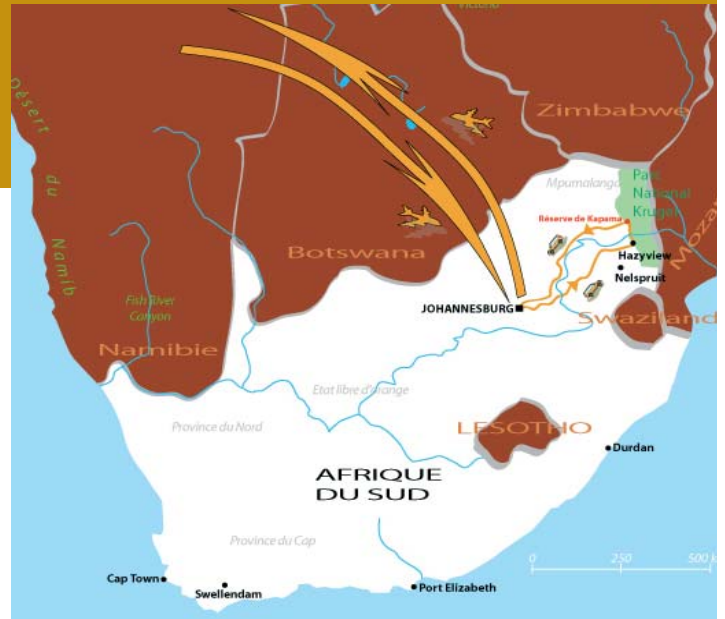 Victoria
Zimbabwe
Désert du Namib
Mpumalanga
Parc
National
Kruger
Réserve de Kapama
Botswana
Hazyview
Nelspruit
Fish River
Canyon
JOHANNESBURG
Swaziland
Namibie
Etat libre d'orange
Province du Nord
LESOTHO
Durdan
AFRIQUE
DU SUD
Province du Cap
0 250 500
Cap Town
Swellendam
Port Elizabeth